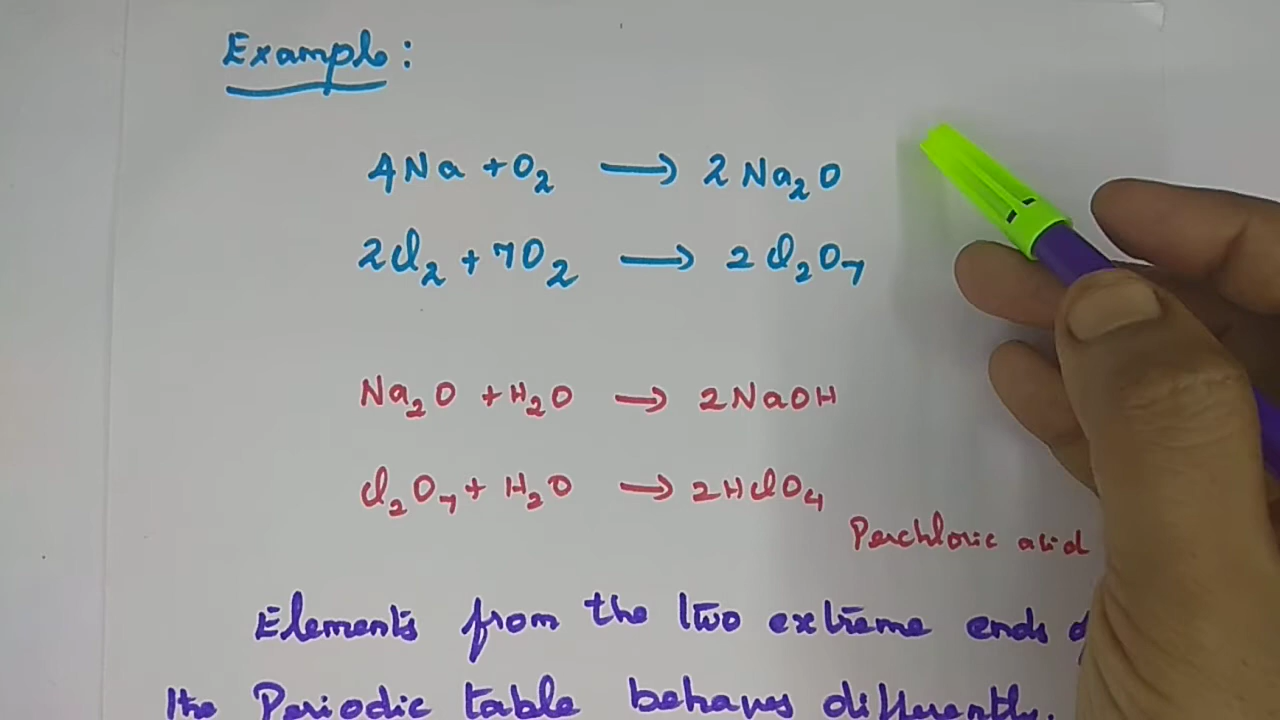 Example:
4Na + O₂ → 2Na₂O
2Cl₂ + 7O₂ → 2Cl₂O₇
Na₂O + H₂O → 2NaOH
Cl₂O₇ + H₂O → 2HClO₄
Perchloric acid
Elements from the two extreme ends
the Periodic table behaves differently.